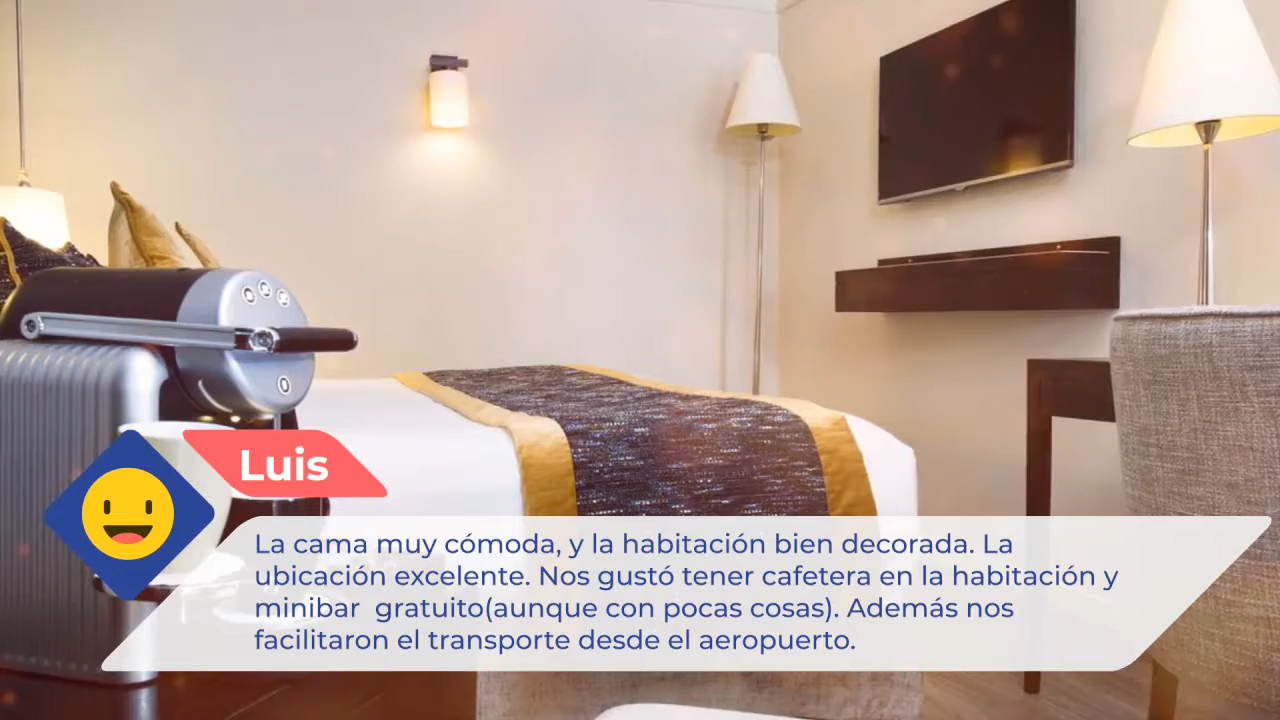 Luis
La cama muy cómoda, y la habitación bien decorada. La
ubicación excelente. Nos gustó tener cafetera en la habitación y
minibar  gratuito(aunque con pocas cosas). Además nos
facilitaron el transporte desde el aeropuerto.